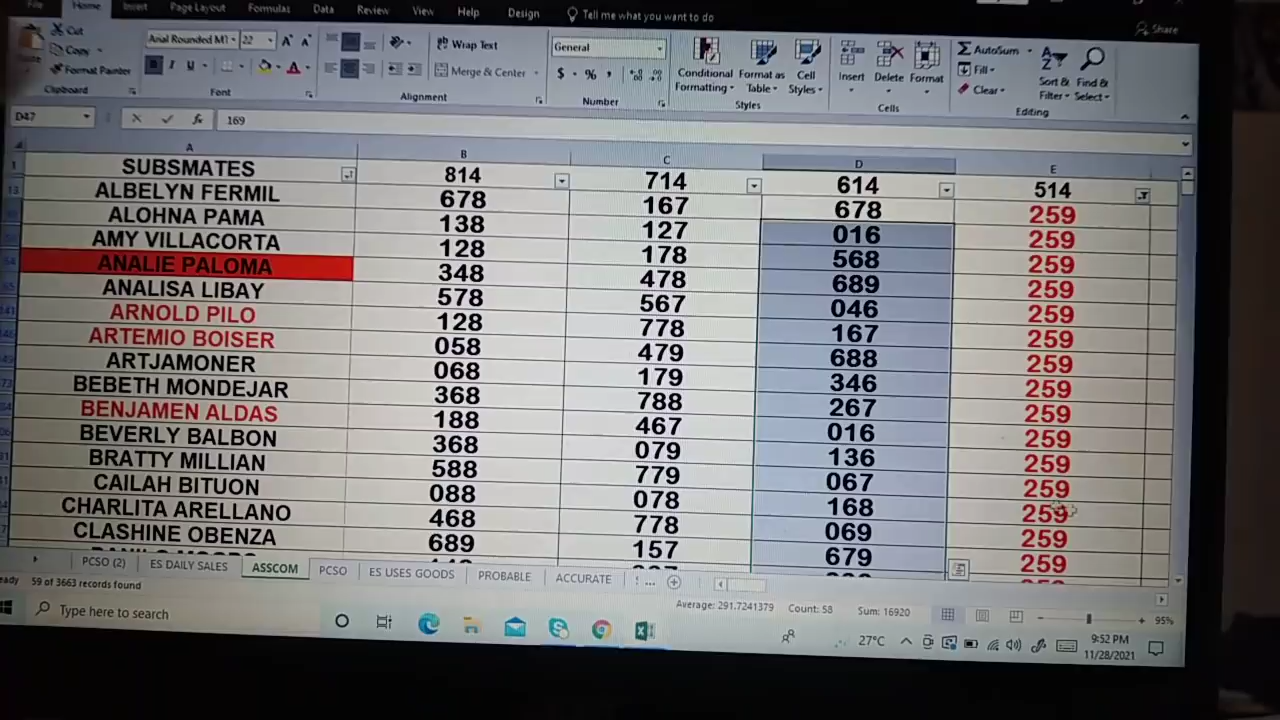 File Home Insert Page Layout Formulas Data Review View Help Design Tell me what you want to do
Share
Cut
Copy
Format Painter
Clipboard
Arial Rounded MT 22
Font
Wrap Text
Merge & Center
Alignment
General
Number
Conditional Formatting
Format as Table
Cell Styles
Styles
Insert Delete Format
Cells
AutoSum
Fill
Clear
Sort & Filter
Find & Select
Editing
D47 fx 169
A B C D E
1 SUBSMATES 814 714 614 514
13 ALBELYN FERMIL 678 167 678 259
ALOHNA PAMA 138 127 016 259
AMY VILLACORTA 128 178 568 259
ANALIE PALOMA 348 478 689 259
ANALISA LIBAY 578 567 046 259
ARNOLD PILO 128 778 167 259
ARTEMIO BOISER 058 479 688 259
ARTJAMONER 068 179 346 259
BEBETH MONDEJAR 368 788 267 259
BENJAMEN ALDAS 188 467 016 259
BEVERLY BALBON 368 079 136 259
BRATTY MILLIAN 588 779 067 259
CAILAH BITUON 088 078 168 259
CHARLITA ARELLANO 468 778 069 259
CLASHINE OBENZA 689 157 679 259
PCSO (2) ES DAILY SALES ASSCOM PCSO ES USES GOODS PROBABLE ACCURATE ...
59 of 3663 records found
Average: 291.7241379 Count: 58 Sum: 16920
95%
Type here to search
27°C
9:52 PM
11/28/2021